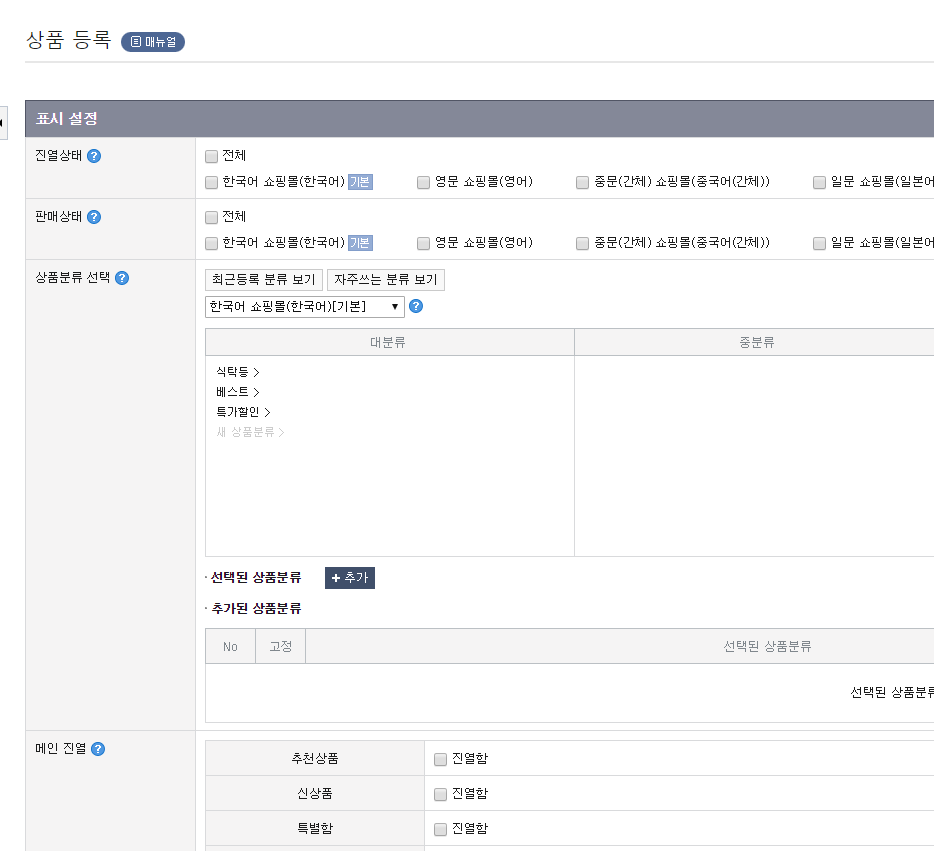 상품 등록 매뉴얼
표시 설정
진열상태 ?
전체
한국어 쇼핑몰(한국어) 기본 영문 쇼핑몰(영어) 중문(간체) 쇼핑몰(중국어(간체)) 일문 쇼핑몰(일본어
판매상태 ?
전체
한국어 쇼핑몰(한국어) 기본 영문 쇼핑몰(영어) 중문(간체) 쇼핑몰(중국어(간체)) 일문 쇼핑몰(일본어
상품분류 선택 ?
최근등록 분류 보기 자주쓰는 분류 보기
한국어 쇼핑몰(한국어)[기본] ?
대분류 중분류
식탁등 >
베스트 >
특가할인 >
새 상품분류 >
· 선택된 상품분류 + 추가
· 추가된 상품분류
No 고정 선택된 상품분류
선택된 상품분류
메인 진열 ?
추천상품 진열함
신상품 진열함
특별함 진열함